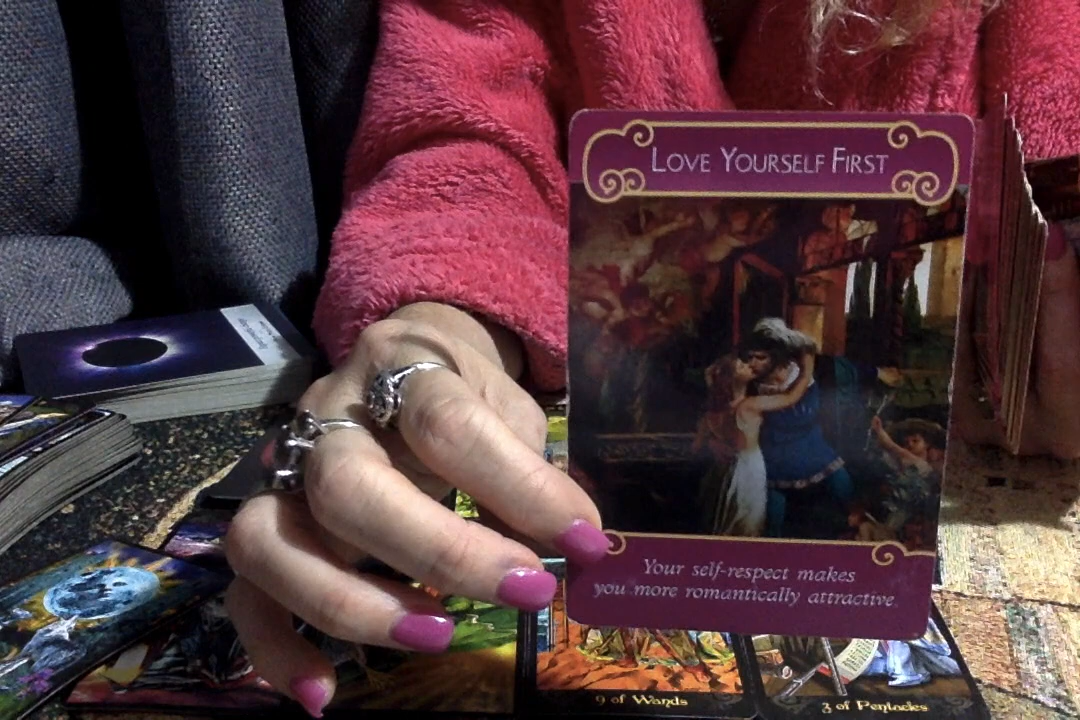 LOVE YOURSELF FIRST
Your self-respect makes
you more romantically attractive.
9 of Wands
3 of Pentacles